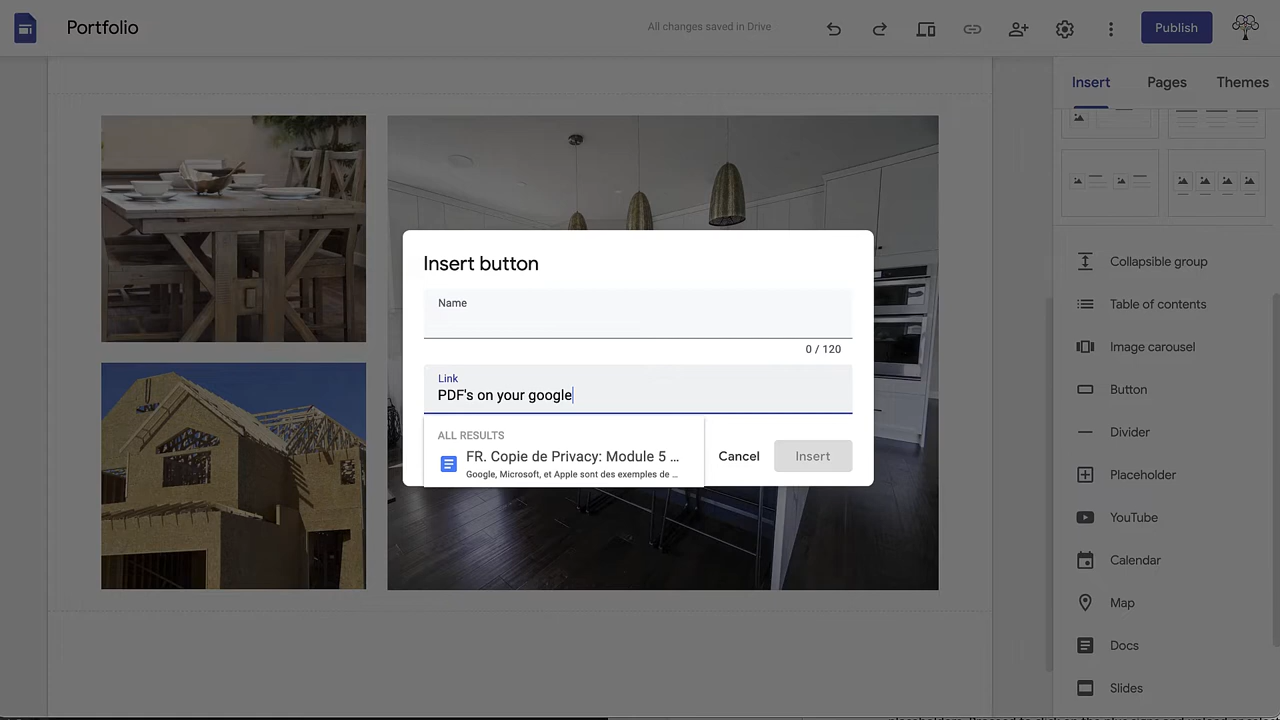 Portfolio
All changes saved in Drive
Publish
Insert Pages Themes
Insert button
Name
0 / 120
Link
PDF's on your google
ALL RESULTS
FR. Copie de Privacy: Module 5 ...
Google, Microsoft, et Apple sont des exemples de ...
Cancel
Insert
Collapsible group
Table of contents
Image carousel
Button
Divider
Placeholder
YouTube
Calendar
Map
Docs
Slides